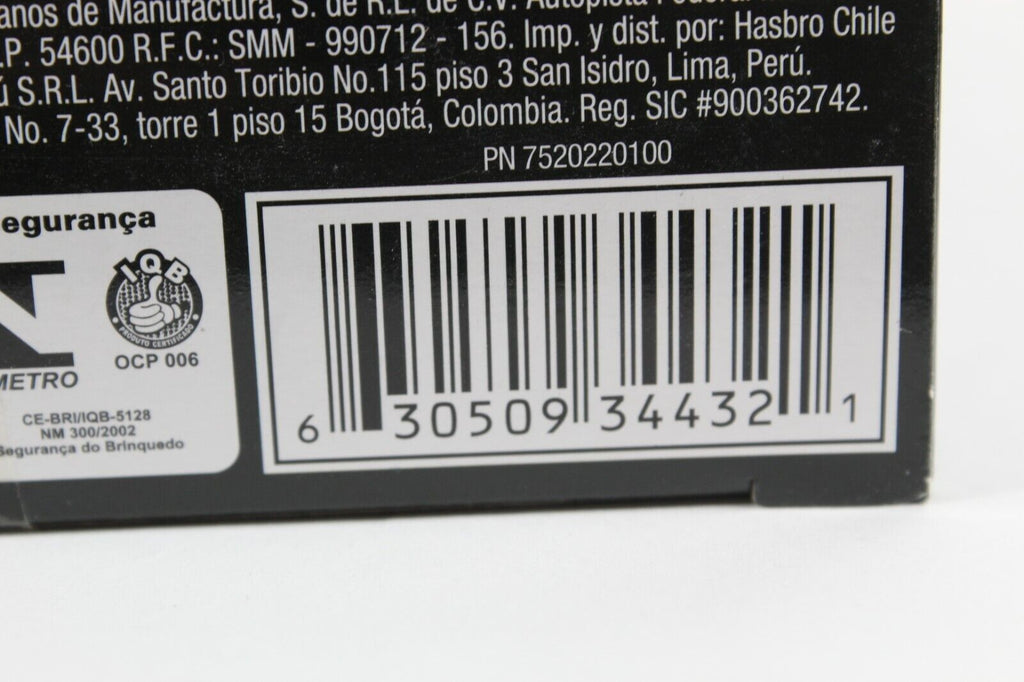 anos de Manufactura, S. de R.L. de C.V. Autopista
.P. 54600 R.F.C.: SMM - 990712 - 156. Imp. y dist. por: Hasbro Chile
ú S.R.L. Av. Santo Toribio No.115 piso 3 San Isidro, Lima, Perú.
No. 7-33, torre 1 piso 15 Bogotá, Colombia. Reg. SIC #900362742.
PN 7520220100
egurança
IQB
PRODUTO CERTIFICADO
OCP 006
METRO
CE-BRI/IQB-5128
NM 300/2002
Segurança do Brinquedo
6 30509 34432 1